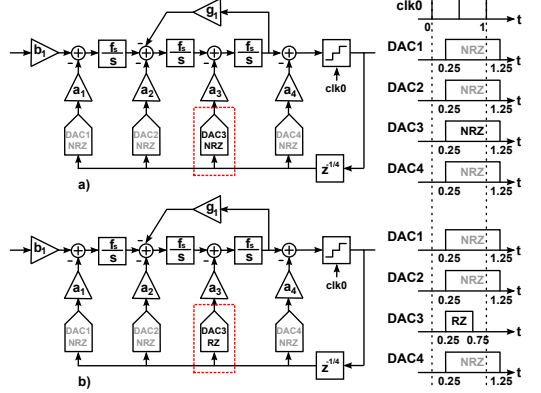 g1
clk0
0 1 t
b1 fs/s fs/s fs/s
a1 a2 a3 a4
clk0
DAC1 NRZ
DAC2 NRZ
DAC3 NRZ
DAC4 NRZ
z-1/4
a)
DAC1 NRZ t
0.25 1.25
DAC2 NRZ t
0.25 1.25
DAC3 NRZ t
0.25 1.25
DAC4 NRZ t
0.25 1.25
g1
b1 fs/s fs/s fs/s
a1 a2 a3 a4
clk0
DAC1 NRZ
DAC2 NRZ
DAC3 RZ
DAC4 NRZ
z-1/4
b)
DAC1 NRZ t
0.25 1.25
DAC2 NRZ t
0.25 1.25
DAC3 RZ t
0.25 0.75
DAC4 NRZ t
0.25 1.25